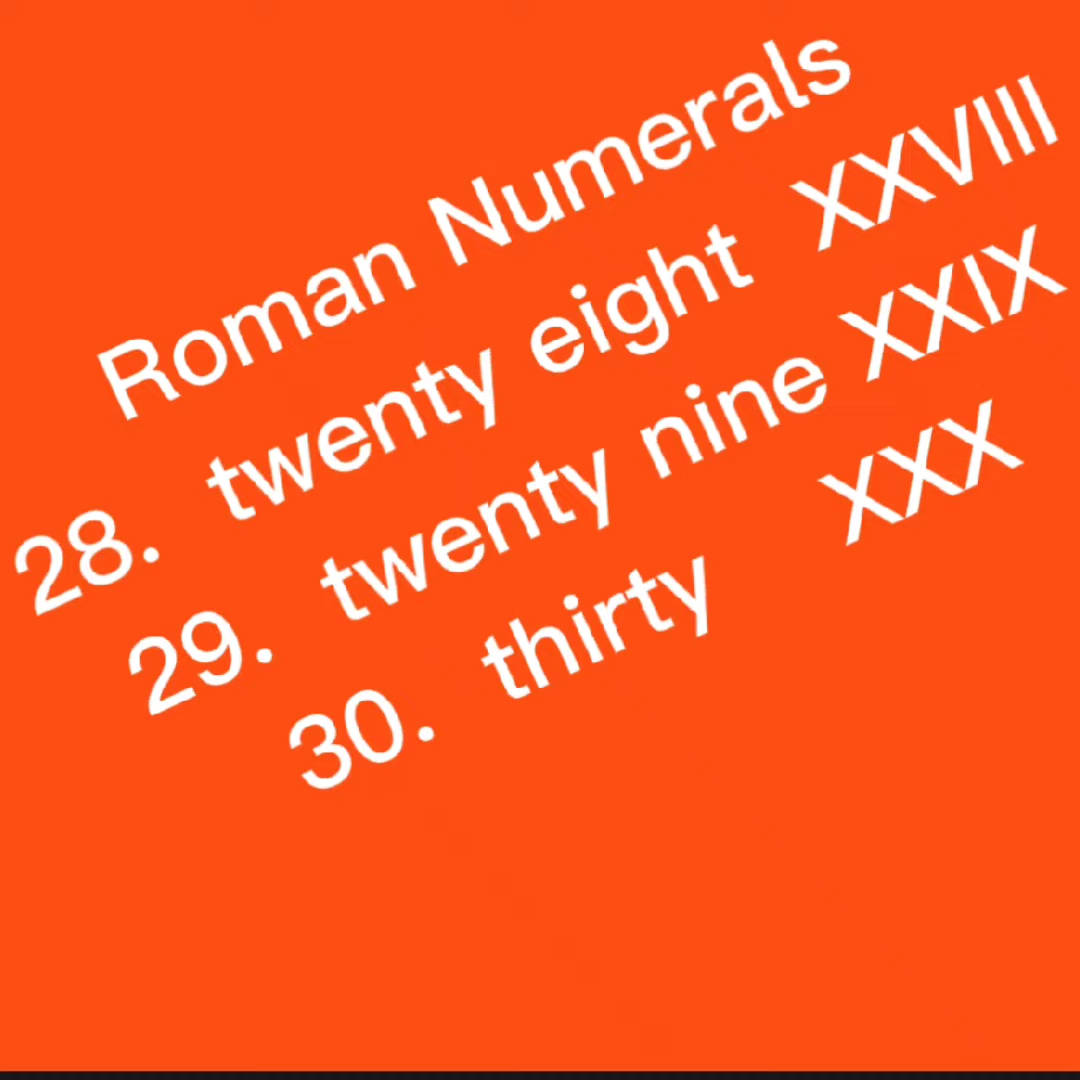 Roman Numerals
28. twenty eight XXVIII
29. twenty nine XXIX
30. thirty XXX